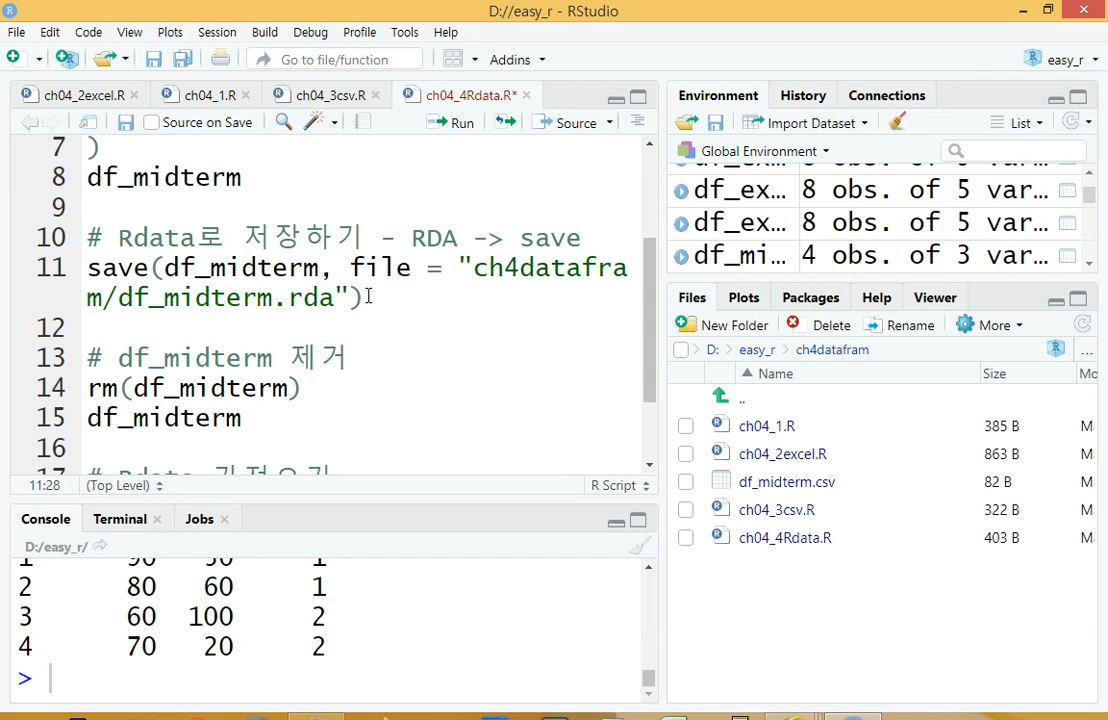 D://easy_r - RStudio
File Edit Code View Plots Session Build Debug Profile Tools Help
Go to file/function Addins easy_r
ch04_2excel.R ch04_1.R ch04_3csv.R ch04_4Rdata.R*
Source on Save Run Source
7 )
8 df_midterm
9
10 # Rdata로 저장하기 - RDA -> save
11 save(df_midterm, file = "ch4datafra
m/df_midterm.rda")
12
13 # df_midterm 제거
14 rm(df_midterm)
15 df_midterm
16
11:28 (Top Level) R Script
Console Terminal Jobs
D:/easy_r/
2 80 60 1
3 60 100 2
4 70 20 2
>
Environment History Connections
Import Dataset List
Global Environment
df_ex... 8 obs. of 5 var...
df_ex... 8 obs. of 5 var...
df_mi... 4 obs. of 3 var...
Files Plots Packages Help Viewer
New Folder Delete Rename More
D: easy_r ch4datafram ...
Name Size Mo
..
ch04_1.R 385 B M
ch04_2excel.R 863 B M
df_midterm.csv 82 B M
ch04_3csv.R 322 B M
ch04_4Rdata.R 403 B M